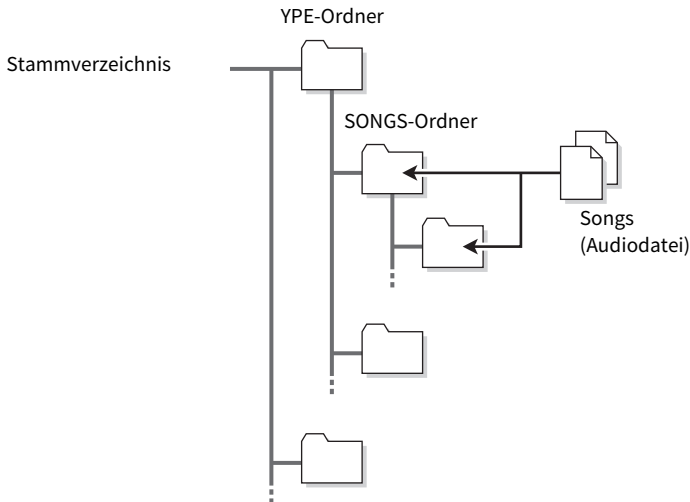 YPE-Ordner
Stammverzeichnis
SONGS-Ordner
Songs
(Audiodatei)